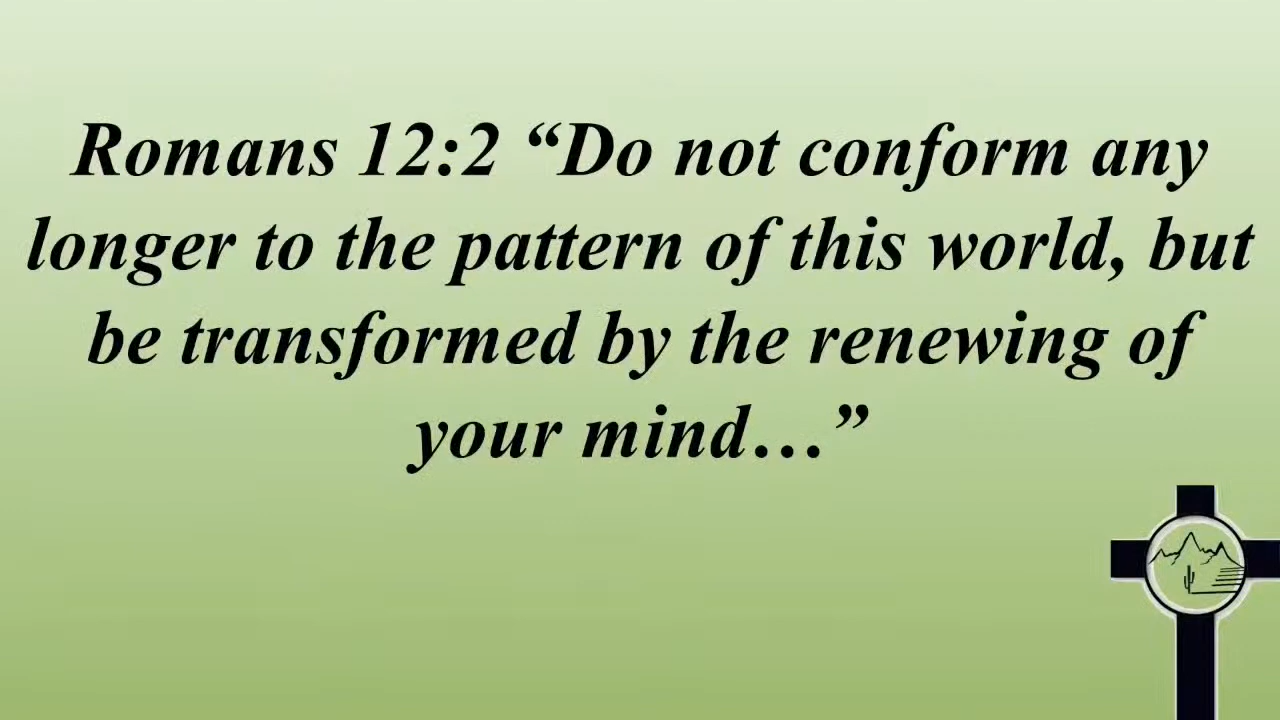 Romans 12:2 “Do not conform any
longer to the pattern of this world, but
be transformed by the renewing of
your mind…”